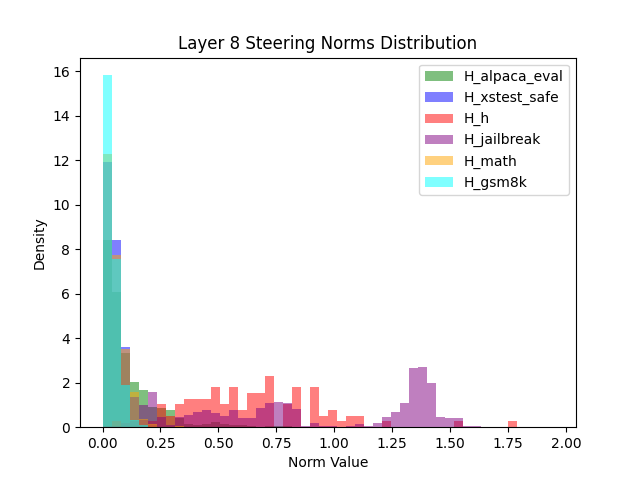 Layer 8 Steering Norms Distribution
H_alpaca_eval
H_xstest_safe
H_h
H_jailbreak
H_math
H_gsm8k
16
14
12
10
8
6
4
2
0
Density
0.00 0.25 0.50 0.75 1.00 1.25 1.50 1.75 2.00
Norm Value